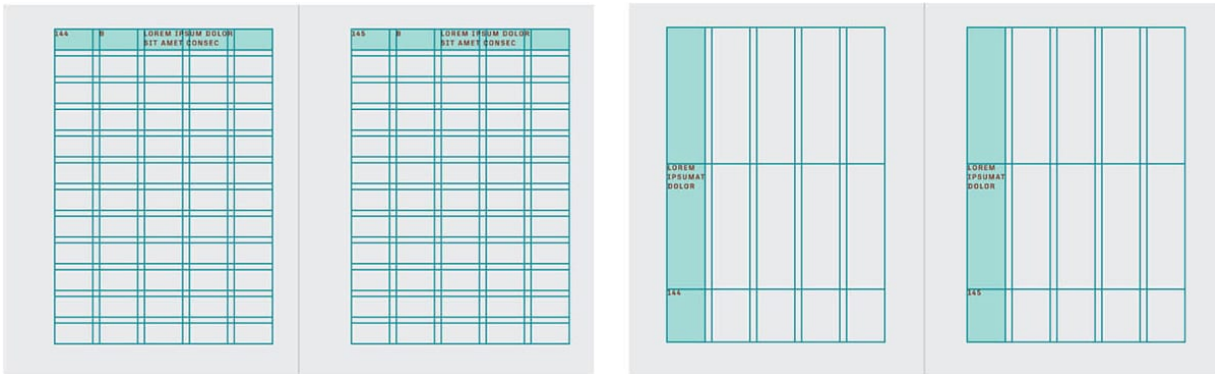 144 B LOREM IPSUM DOLOR
SIT AMET CONSEC
145 B LOREM IPSUM DOLOR
SIT AMET CONSEC
LOREM
IPSUMAT
DOLOR
144
LOREM
IPSUMAT
DOLOR
145